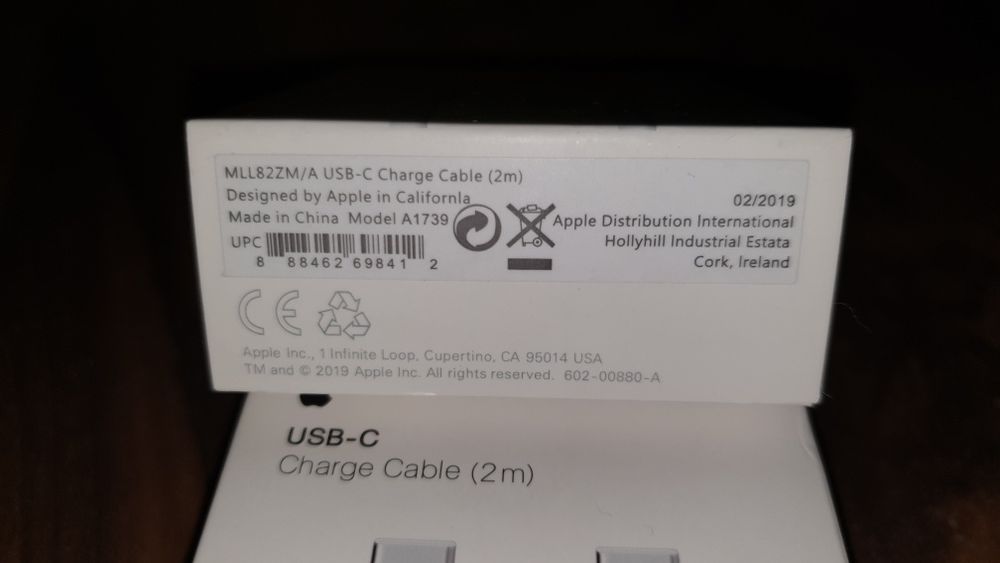 MLL82ZM/A USB-C Charge Cable (2m)
Designed by Apple in California
Made in China Model A1739
UPC
8 88462 69841 2
02/2019
Apple Distribution International
Hollyhill Industrial Estata
Cork, Ireland
CE
Apple Inc., 1 Infinite Loop, Cupertino, CA 95014 USA
TM and © 2019 Apple Inc. All rights reserved. 602-00880-A
USB-C
Charge Cable (2m)